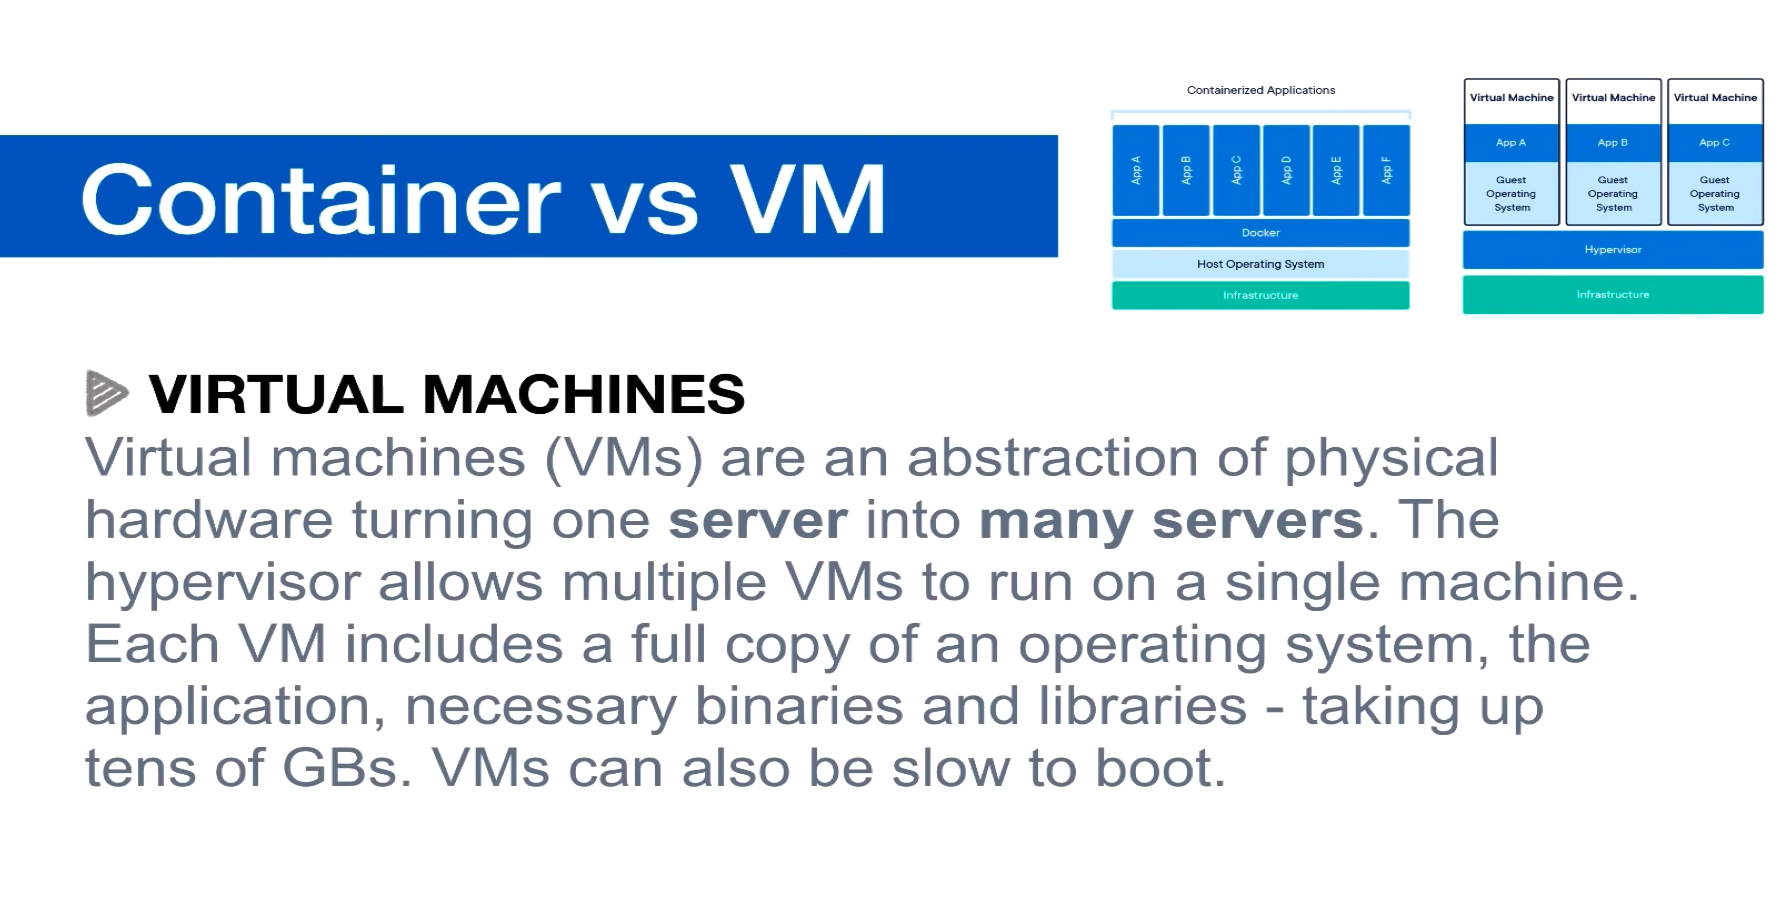 Container vs VM
Containerized Applications
App A
App B
App C
App D
App E
App F
Docker
Host Operating System
Infrastructure
Virtual Machine
App A
Guest
Operating
System
Virtual Machine
App B
Guest
Operating
System
Virtual Machine
App C
Guest
Operating
System
Hypervisor
Infrastructure
VIRTUAL MACHINES
Virtual machines (VMs) are an abstraction of physical
hardware turning one server into many servers. The
hypervisor allows multiple VMs to run on a single machine.
Each VM includes a full copy of an operating system, the
application, necessary binaries and libraries - taking up
tens of GBs. VMs can also be slow to boot.